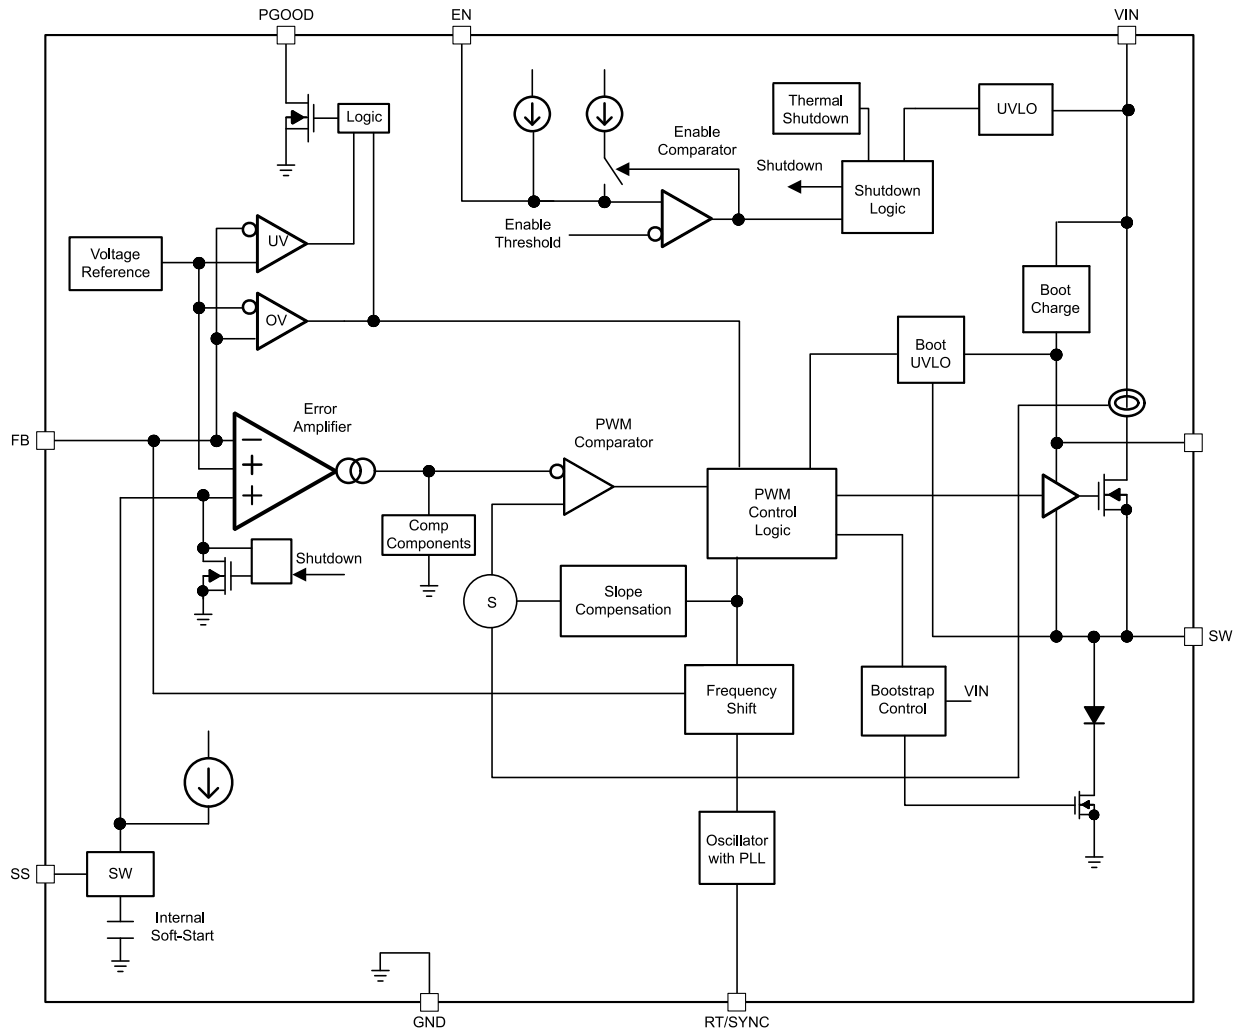 PGOOD
EN
VIN
Logic
Thermal
Shutdown
UVLO
Enable
Comparator
Shutdown
Shutdown
Logic
Enable
Threshold
Voltage
Reference
UV
OV
Boot
Charge
Boot
UVLO
Error
Amplifier
FB
PWM
Comparator
PWM
Control
Logic
Comp
Components
Shutdown
S
Slope
Compensation
SW
Frequency
Shift
Bootstrap
Control
VIN
Oscillator
with PLL
SS
SW
Internal
Soft-Start
GND
RT/SYNC